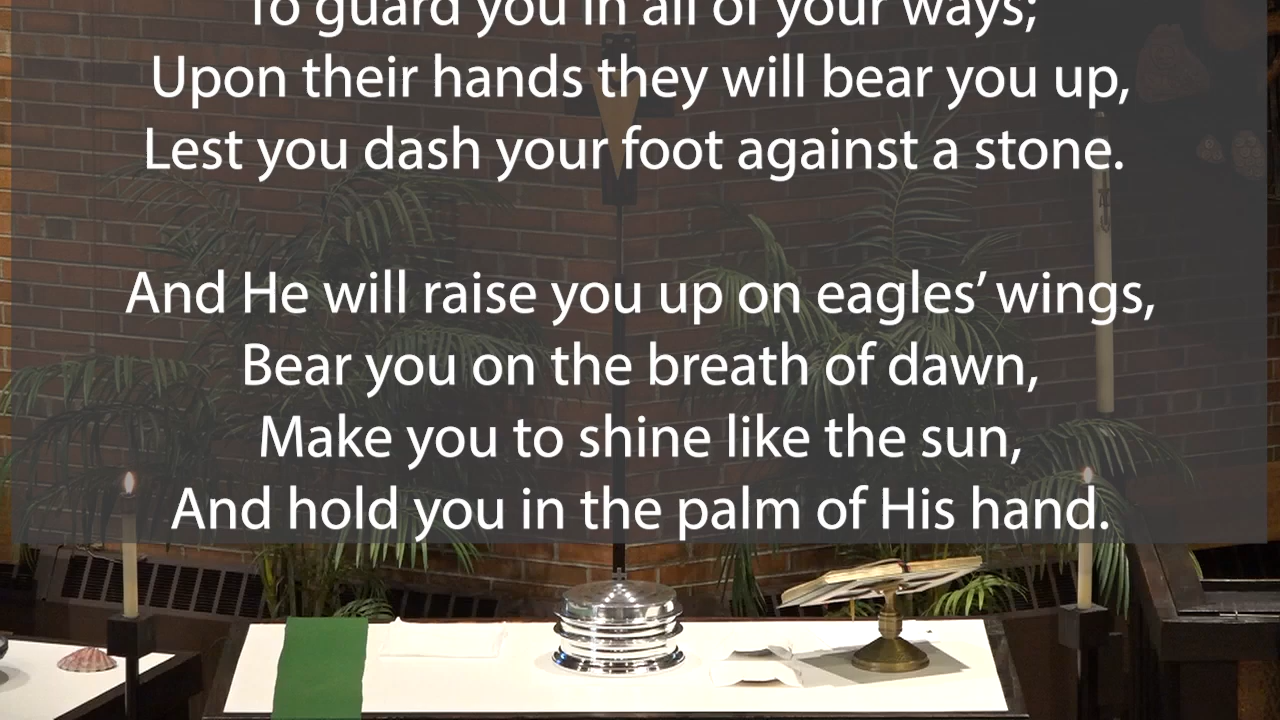 To guard you in all of your ways;
Upon their hands they will bear you up,
Lest you dash your foot against a stone.
And He will raise you up on eagles’ wings,
Bear you on the breath of dawn,
Make you to shine like the sun,
And hold you in the palm of His hand.